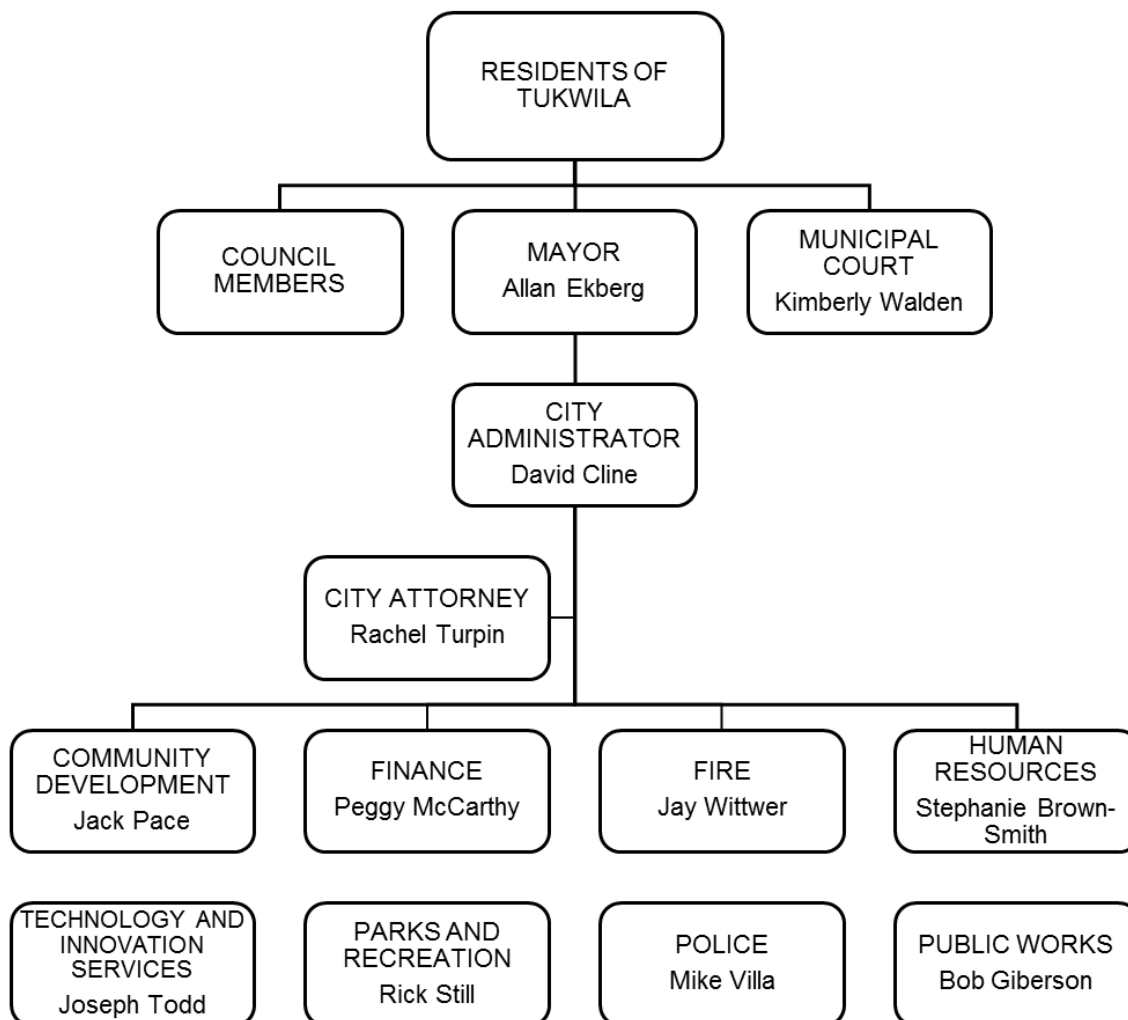 RESIDENTS OF
TUKWILA
COUNCIL
MEMBERS
MAYOR
Allan Ekberg
MUNICIPAL
COURT
Kimberly Walden
CITY
ADMINISTRATOR
David Cline
CITY ATTORNEY
Rachel Turpin
COMMUNITY
DEVELOPMENT
Jack Pace
FINANCE
Peggy McCarthy
FIRE
Jay Wittwer
HUMAN
RESOURCES
Stephanie Brown-
Smith
TECHNOLOGY AND
INNOVATION
SERVICES
Joseph Todd
PARKS AND
RECREATION
Rick Still
POLICE
Mike Villa
PUBLIC WORKS
Bob Giberson